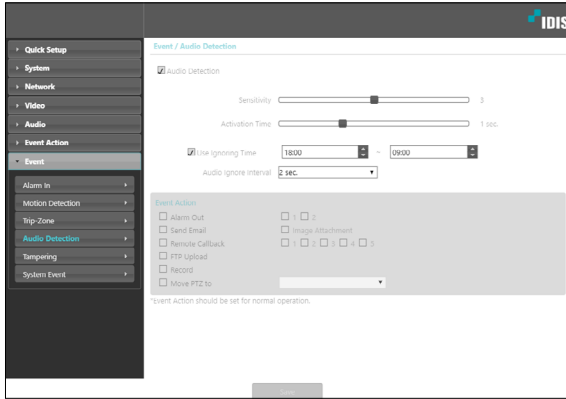 IDIS
Quick Setup
System
Network
Video
Audio
Event Action
Event
Alarm In
Motion Detection
Trip-Zone
Audio Detection
Tampering
System Event
Event / Audio Detection
Audio Detection
Sensitivity 3
Activation Time 1 sec.
Use Ignoring Time 18:00 ~ 09:00
Audio Ignore Interval 2 sec.
Event Action
Alarm Out 1 2
Send Email Image Attachment
Remote Callback 1 2 3 4 5
FTP Upload
Record
Move PTZ to
*Event Action should be set for normal operation.
Save